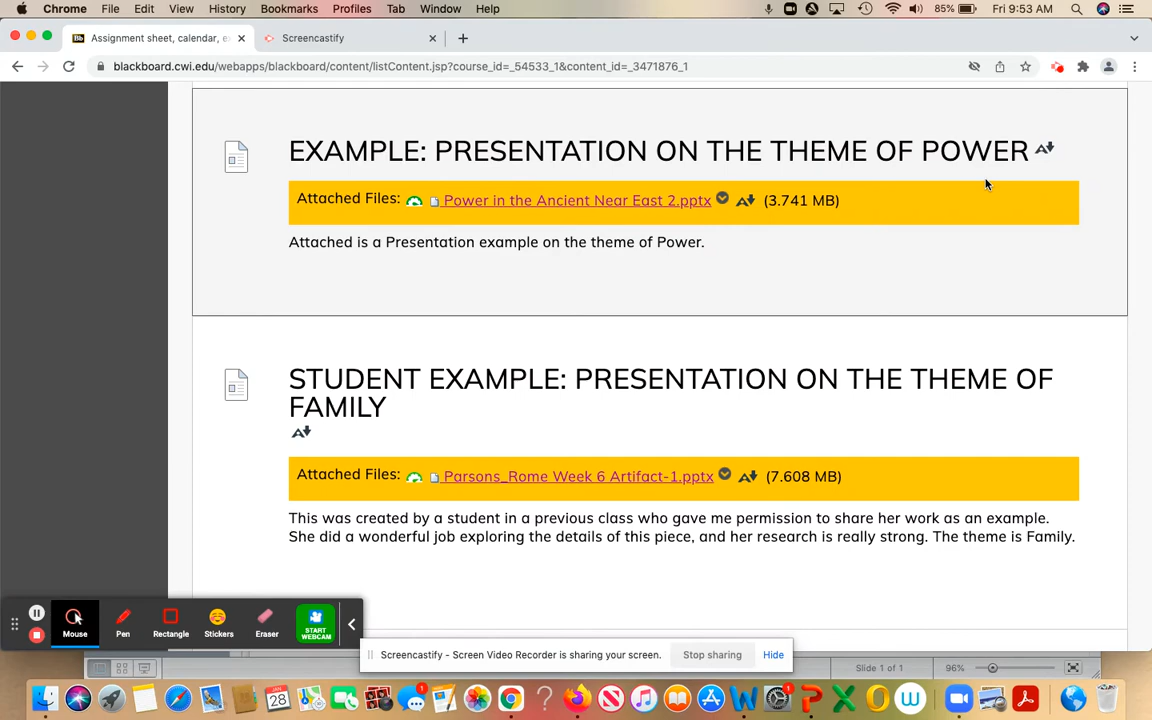 Chrome File Edit View History Bookmarks Profiles Tab Window Help 85% Fri 9:53 AM
Bb Assignment sheet, calendar, e Screencastify
blackboard.cwi.edu/webapps/blackboard/content/listContent.jsp?course_id=_54533_1&content_id=_3471876_1
EXAMPLE: PRESENTATION ON THE THEME OF POWER
Attached Files: Power in the Ancient Near East 2.pptx (3.741 MB)
Attached is a Presentation example on the theme of Power.
STUDENT EXAMPLE: PRESENTATION ON THE THEME OF
FAMILY
Attached Files: Parsons_Rome Week 6 Artifact-1.pptx (7.608 MB)
This was created by a student in a previous class who gave me permission to share her work as an example.
She did a wonderful job exploring the details of this piece, and her research is really strong. The theme is Family.
Mouse Pen Rectangle Stickers Eraser START WEBCAM
Screencastify - Screen Video Recorder is sharing your screen. Stop sharing Hide
Slide 1 of 1 96%
JAN 28 1 1